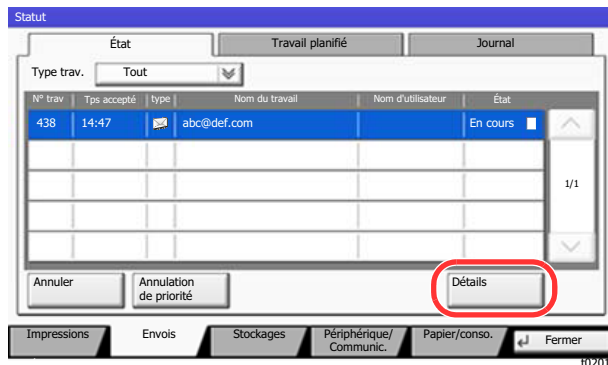 Statut
État Travail planifié Journal
Type trav. Tout
N° trav Tps accepté type Nom du travail Nom d'utilisateur État
438 14:47 abc@def.com En cours
1/1
Annuler Annulation Détails
de priorité
Impressions Envois Stockages Périphérique/ Papier/conso. Fermer
Communic.